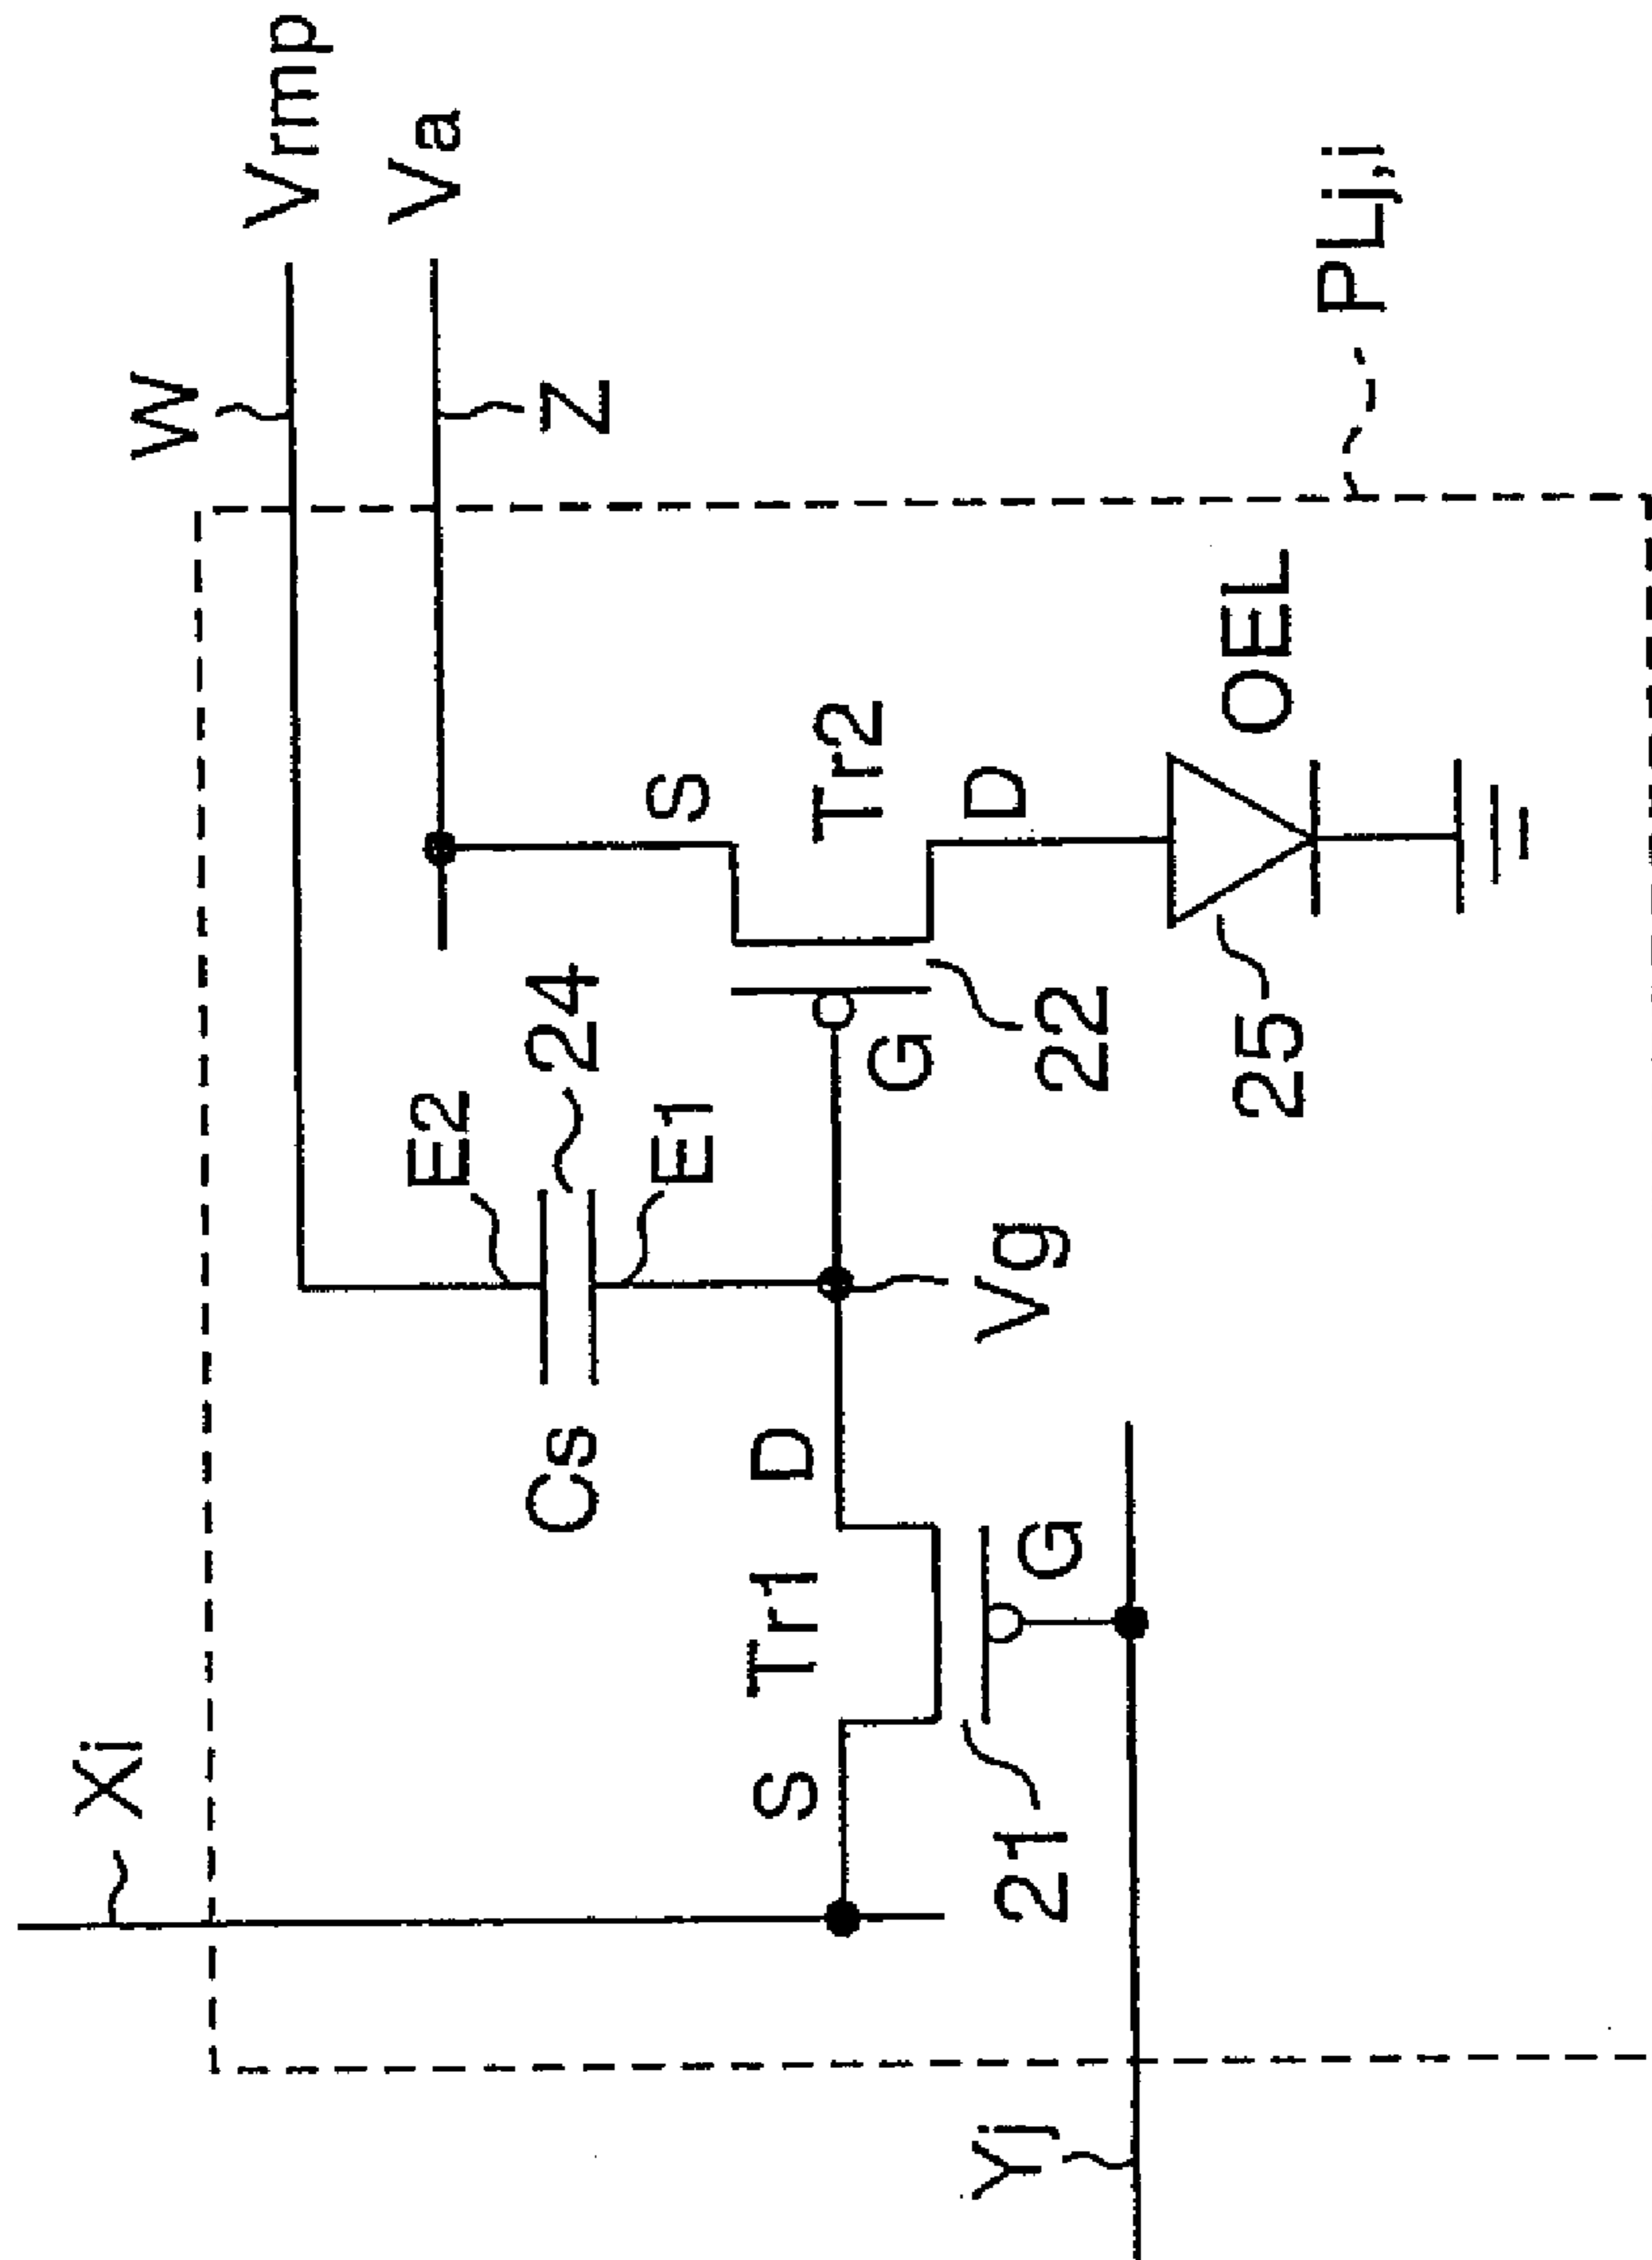 Xi
W
Vrmp
Va
Z
E2
24
Cs
E1
S
Tr2
D
G
22
S
Tr1
D
Vg
G
21
OEL
25
Yj
PLj,i